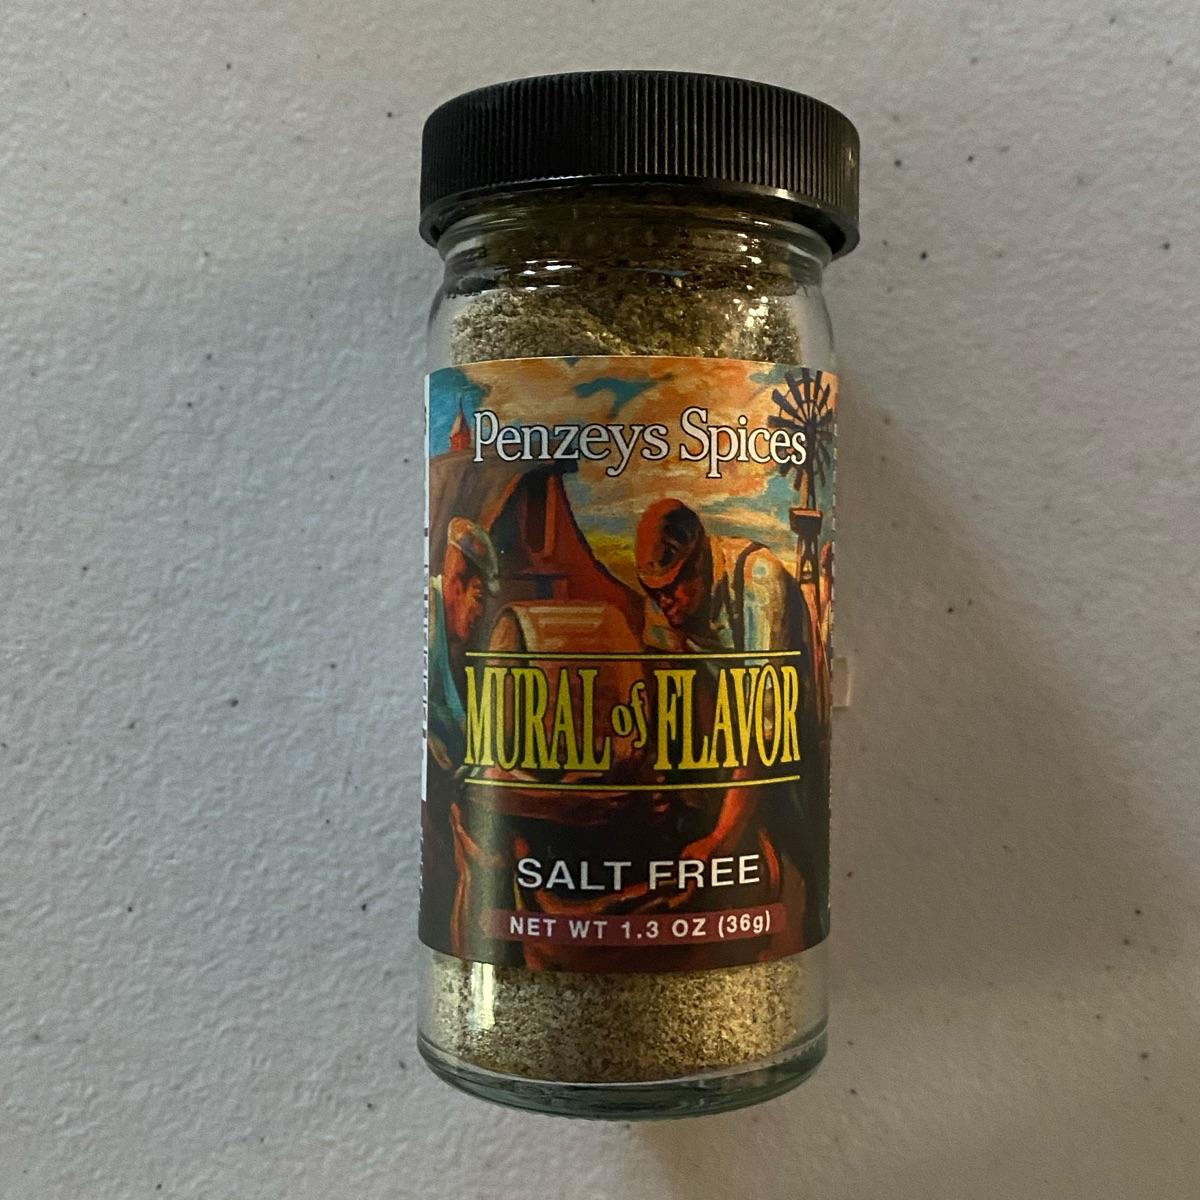 Penzeys Spices
MURAL of FLAVOR
SALT FREE
NET WT 1.3 OZ (36g)